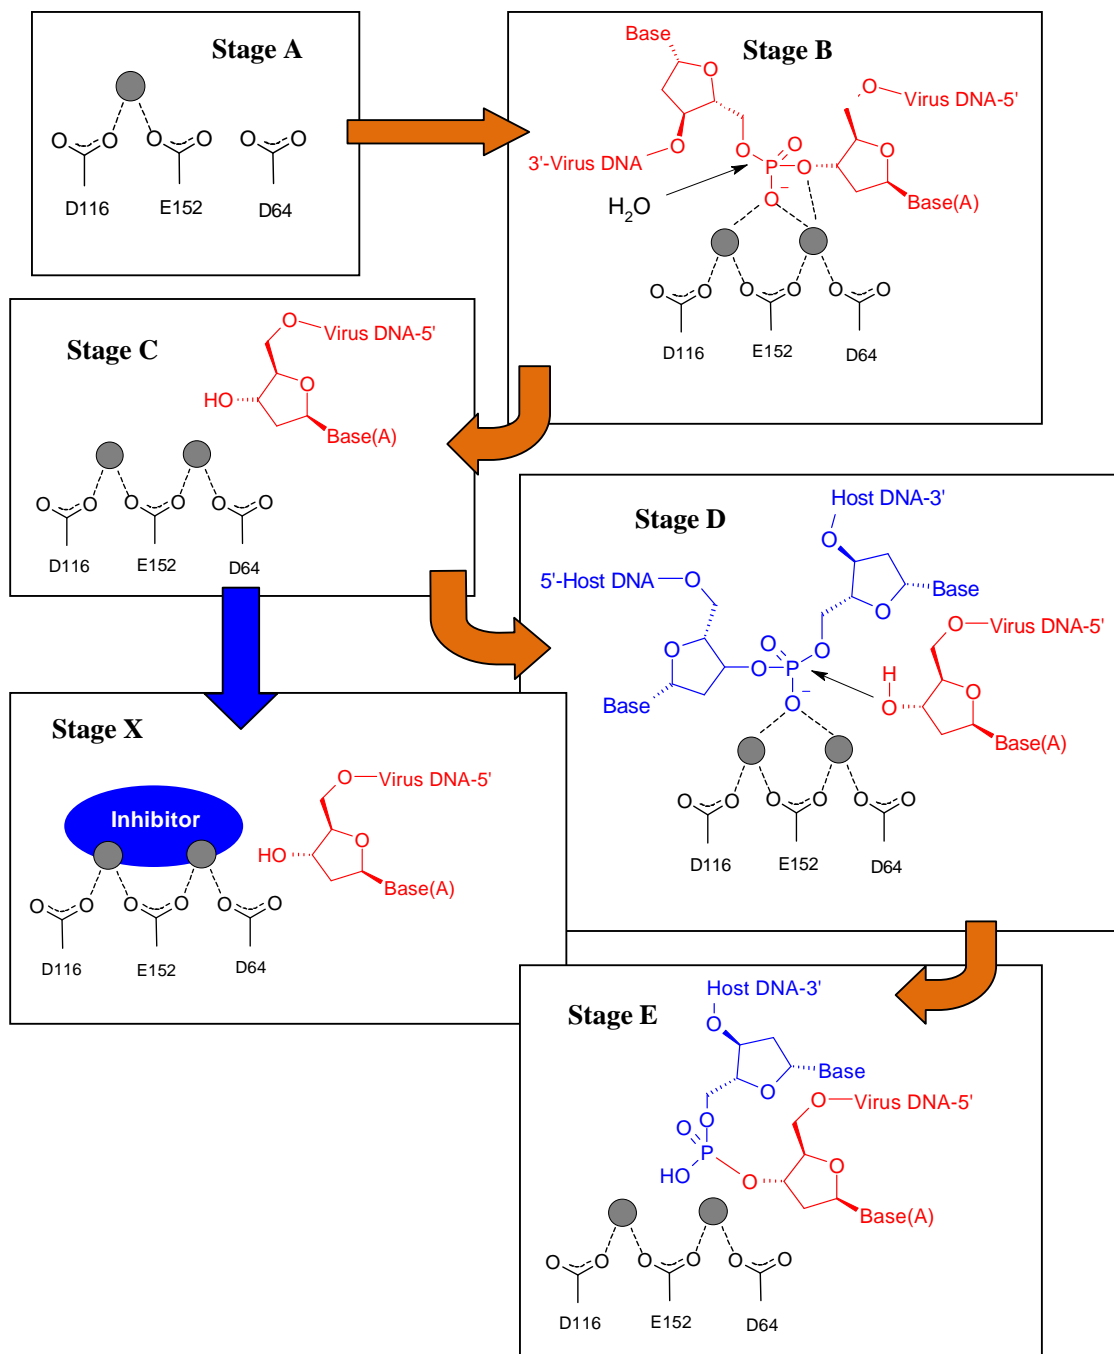 Stage A
O O O O O O
D116 E152 D64
Stage B
Base
O
O
Virus DNA-5'
3'-Virus DNA
O
O
O
P
O
O
O⁻
H₂O
Base(A)
O O O O O O
D116 E152 D64
Stage C
O
Virus DNA-5'
O
HO
Base(A)
O O O O O O
D116 E152 D64
Stage D
Host DNA-3'
O
5'-Host DNA
O
Base
O
O
O
O
P
O
O⁻
Base
O
Virus DNA-5'
H
O
O
Base(A)
O O O O O O
D116 E152 D64
Stage X
Inhibitor
O
Virus DNA-5'
O
HO
Base(A)
O O O O O O
D116 E152 D64
Stage E
Host DNA-3'
O
Base
O
O
O
P
HO
O
O
Virus DNA-5'
O
Base(A)
O O O O O O
D116 E152 D64